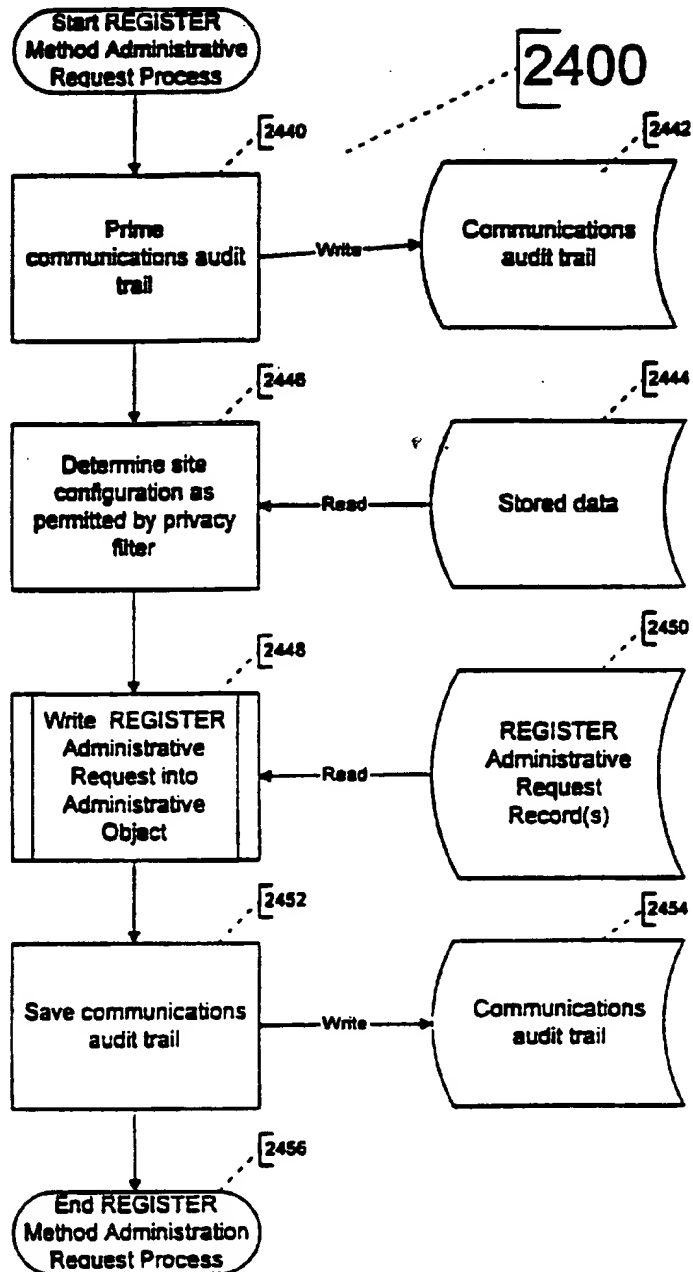 Start REGISTER
Method Administrative
Request Process
2400
2440
2442
Prime
communications audit
trail
Write
Communications
audit trail
2446
2444
Determine site
configuration as
permitted by privacy
filter
Read
Stored data
2448
2450
Write REGISTER
Administrative
Request into
Administrative
Object
Read
REGISTER
Administrative
Request
Record(s)
2452
2454
Save communications
audit trail
Write
Communications
audit trail
2456
End REGISTER
Method Administration
Request Process